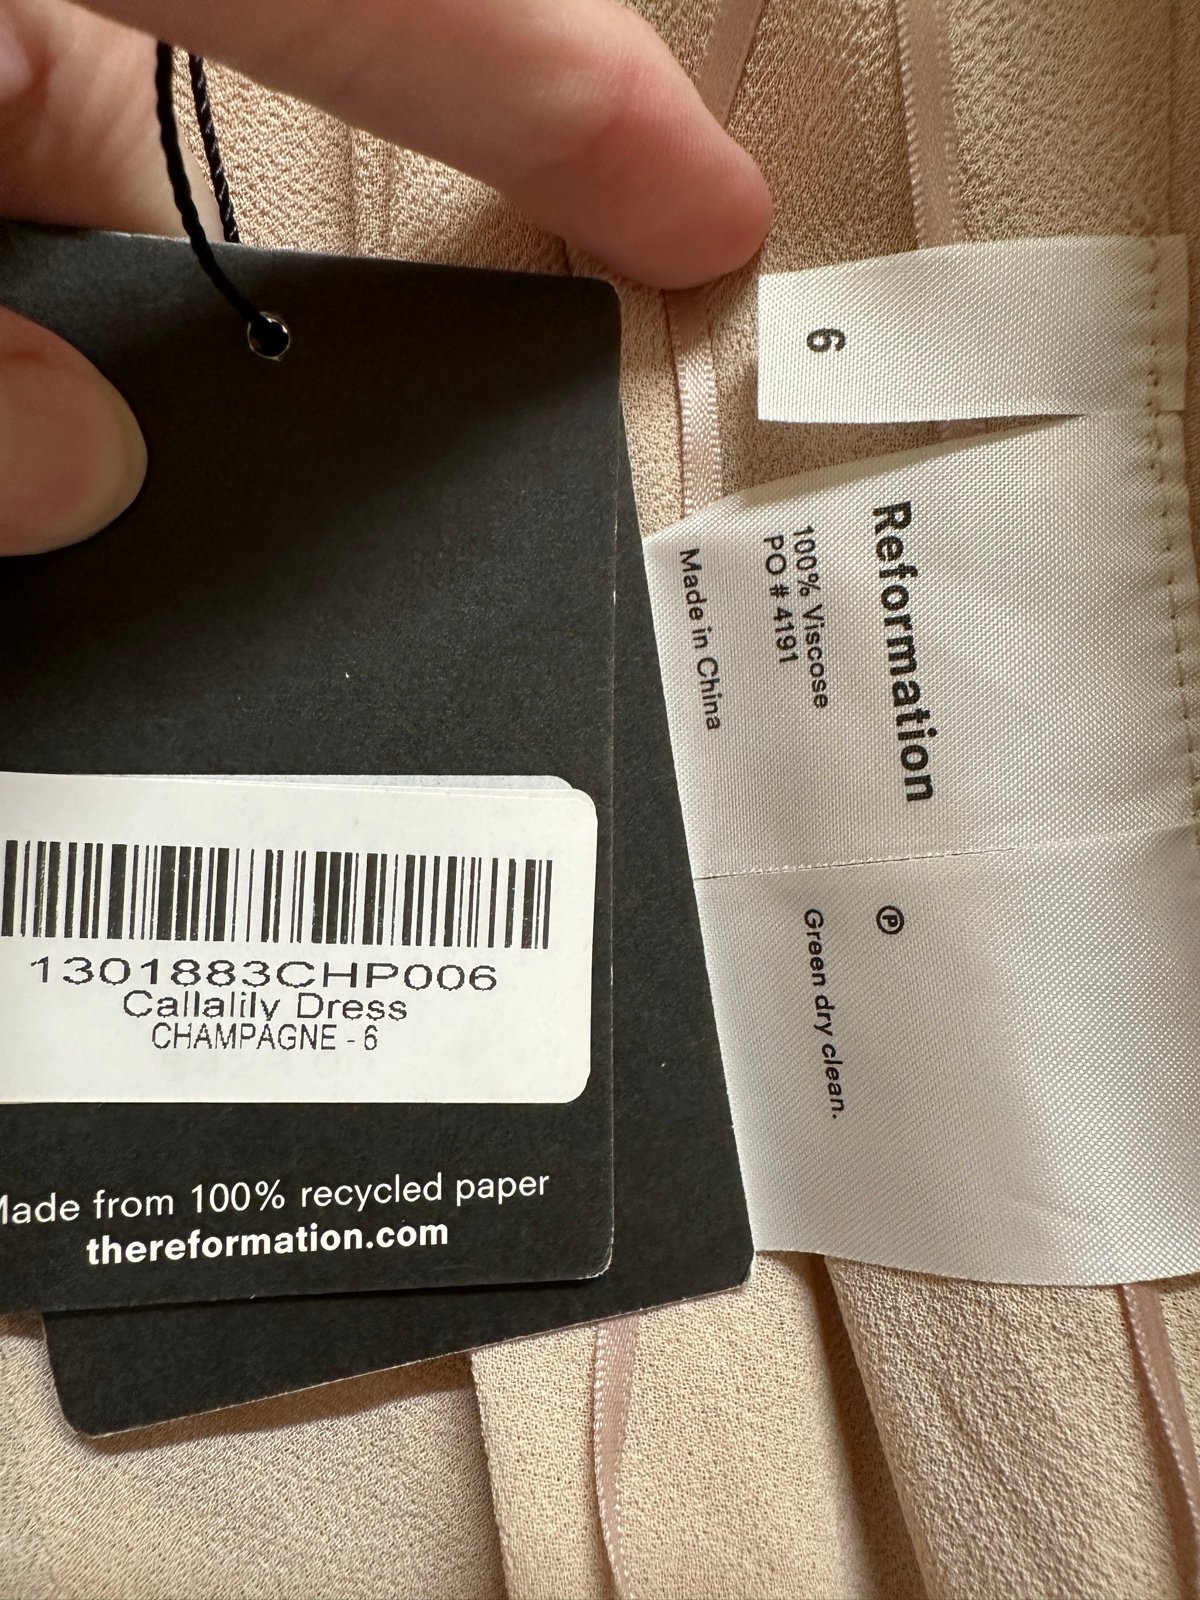 1301883CHP006
Callalily Dress
CHAMPAGNE - 6
Made from 100% recycled paper
thereformation.com
6
Reformation
100% Viscose
PO # 4191
Made in China
P
Green dry clean.